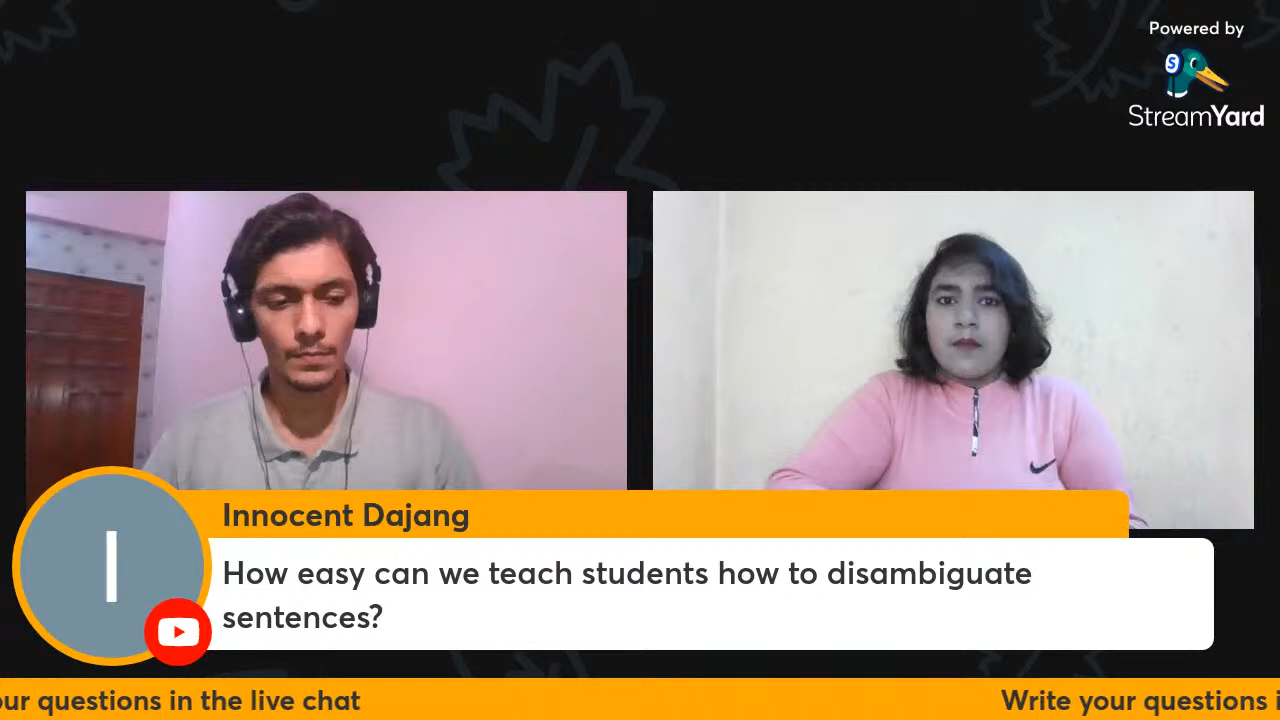 Powered by
S
StreamYard
I
Innocent Dajang
How easy can we teach students how to disambiguate
sentences?
our questions in the live chat
Write your questions i